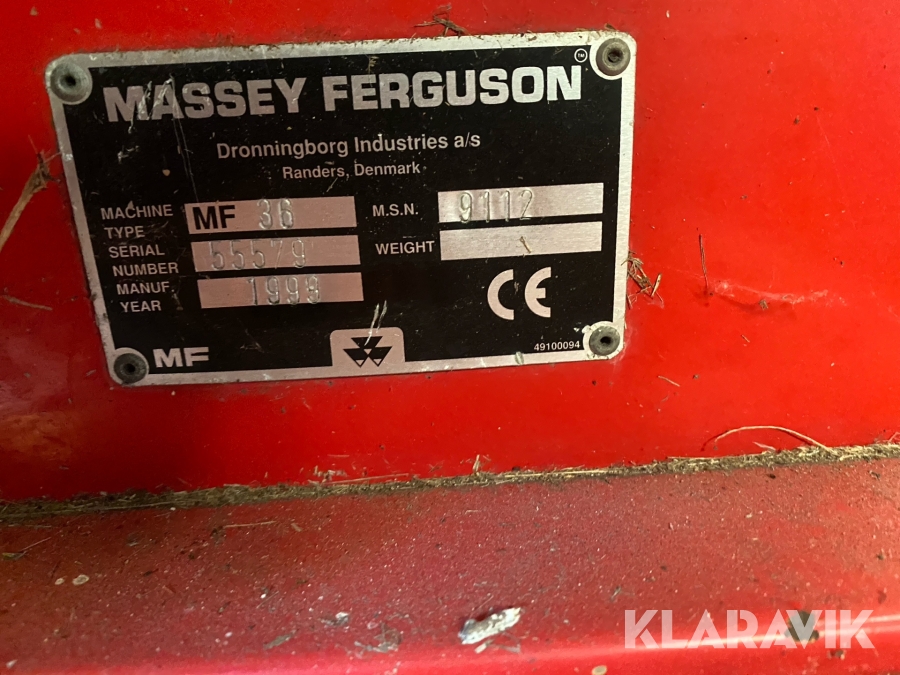 MASSEY FERGUSON™
Dronningborg Industries a/s
Randers, Denmark
MACHINE TYPE MF 36 M.S.N. 9112
SERIAL NUMBER 55579 WEIGHT
MANUF. YEAR 1998 CE
MF 49100094
KLARAVIK